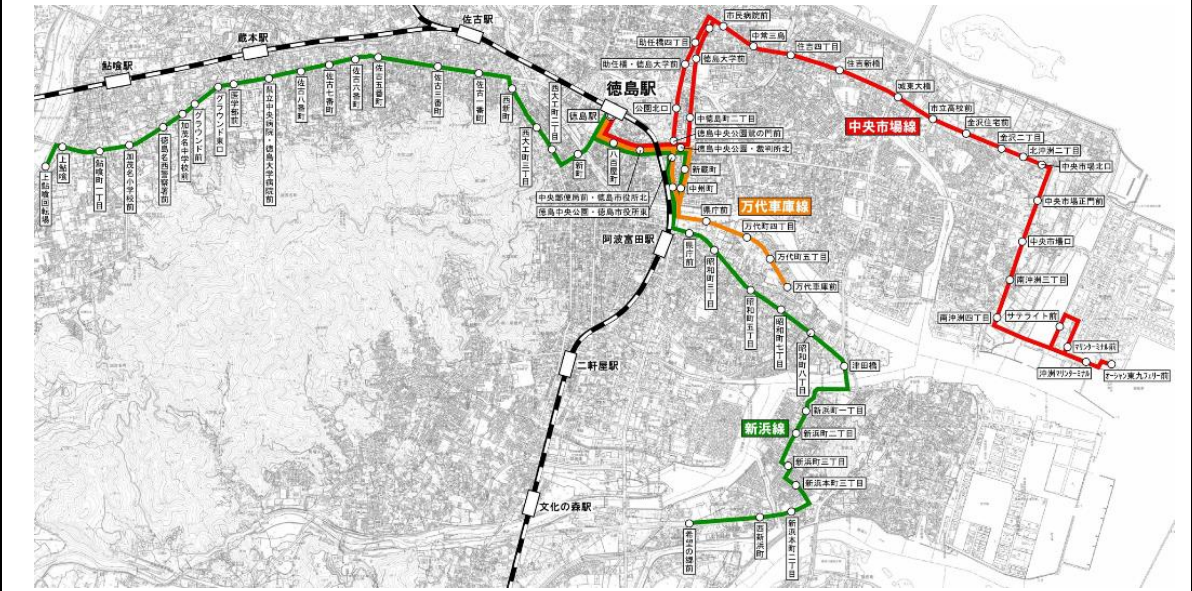 佐古駅
蔵本駅
鮎喰駅
徳島駅
阿波富田駅
二軒屋駅
文化の森駅
中央市場線
万代車庫線
新浜線
上鮎喰回転場
上鮎喰
鮎喰町一丁目
加茂名小学校前
徳島名西警察署前
加茂名中学校前
グラウンド前
グラウンド東口
医学部前
県立中央病院・徳島大学病院前
佐古八番町
佐古七番町
佐古六番町
佐古五番町
佐古三番町
佐古一番町
西新町
西大工町三丁目
西大工町二丁目
新町
徳島駅
八百屋町
中央郵便局前・徳島市役所北
徳島中央公園・徳島市役所東
市民病院前
助任橋四丁目
助任橋・徳島大学前
徳島大学前
公園北口
中徳島町二丁目
徳島中央公園鷲の門前
徳島中央公園・裁判所北
新蔵町
中州町
中常三島
住吉四丁目
住吉新橋
城東大橋
市立高校前
金沢住宅前
金沢二丁目
北沖洲二丁目
中央市場北口
中央市場正門前
中央市場口
南沖洲三丁目
南沖洲四丁目
サテライト前
マリンターミナル前
沖洲マリンターミナル
オーシャン東九フェリー前
県庁前
万代町四丁目
万代町五丁目
万代車庫前
県庁前
昭和町三丁目
昭和町五丁目
昭和町七丁目
昭和町八丁目
津田橋
新浜町一丁目
新浜町二丁目
新浜町三丁目
新浜本町三丁目
新浜本町二丁目
西新浜町
希望の郷前